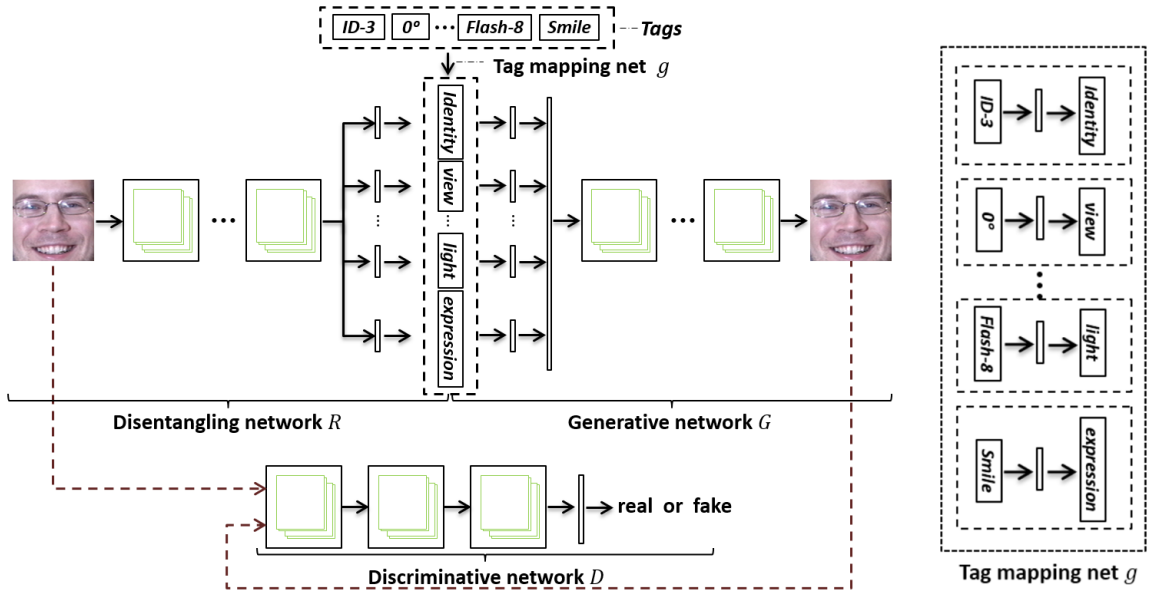 ID-3 0° ... Flash-8 Smile Tags
Tag mapping net g
Identity
view
light
expression
Disentangling network R
Generative network G
real or fake
Discriminative network D
ID-3 Identity
0° view
Flash-8 light
Smile expression
Tag mapping net g